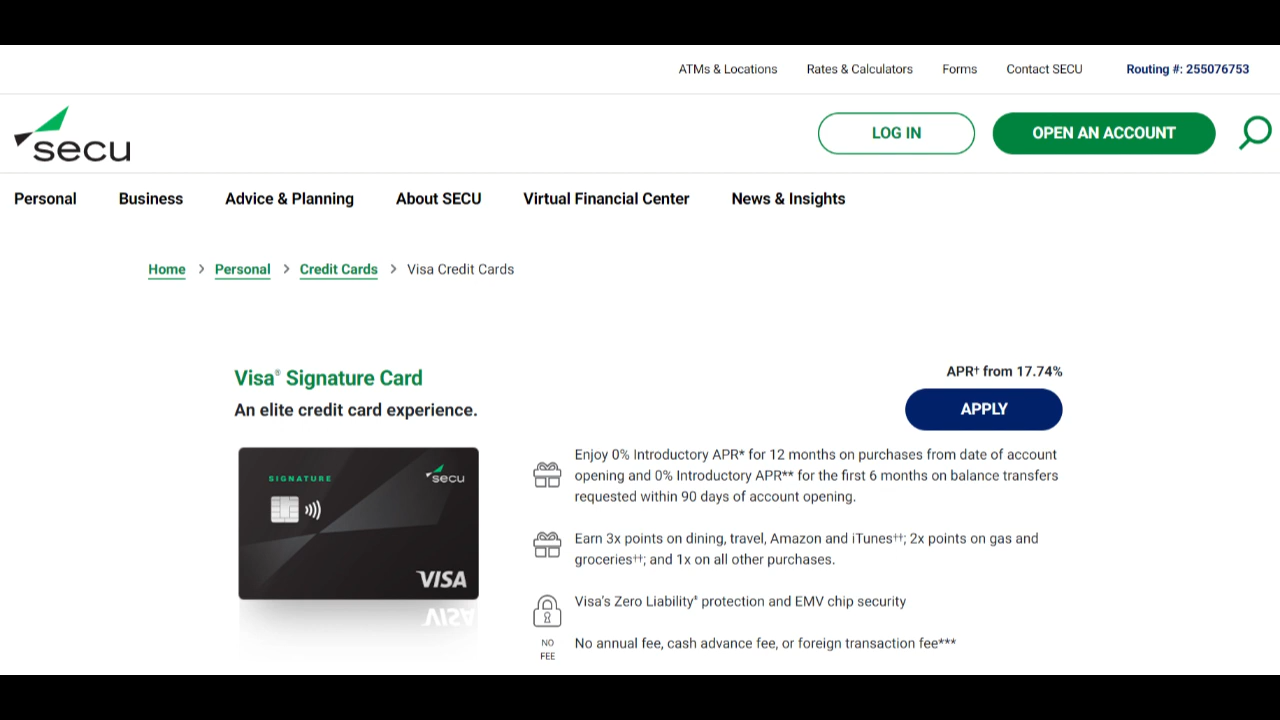 ATMs & Locations Rates & Calculators Forms Contact SECU Routing #: 255076753
secu
LOG IN
OPEN AN ACCOUNT
Personal Business Advice & Planning About SECU Virtual Financial Center News & Insights
Home > Personal > Credit Cards > Visa Credit Cards
Visa® Signature Card
An elite credit card experience.
APR† from 17.74%
APPLY
SIGNATURE
secu
VISA
Enjoy 0% Introductory APR* for 12 months on purchases from date of account
opening and 0% Introductory APR** for the first 6 months on balance transfers
requested within 90 days of account opening.
Earn 3x points on dining, travel, Amazon and iTunes††; 2x points on gas and
groceries††; and 1x on all other purchases.
Visa's Zero Liability* protection and EMV chip security
NO
FEE
No annual fee, cash advance fee, or foreign transaction fee***